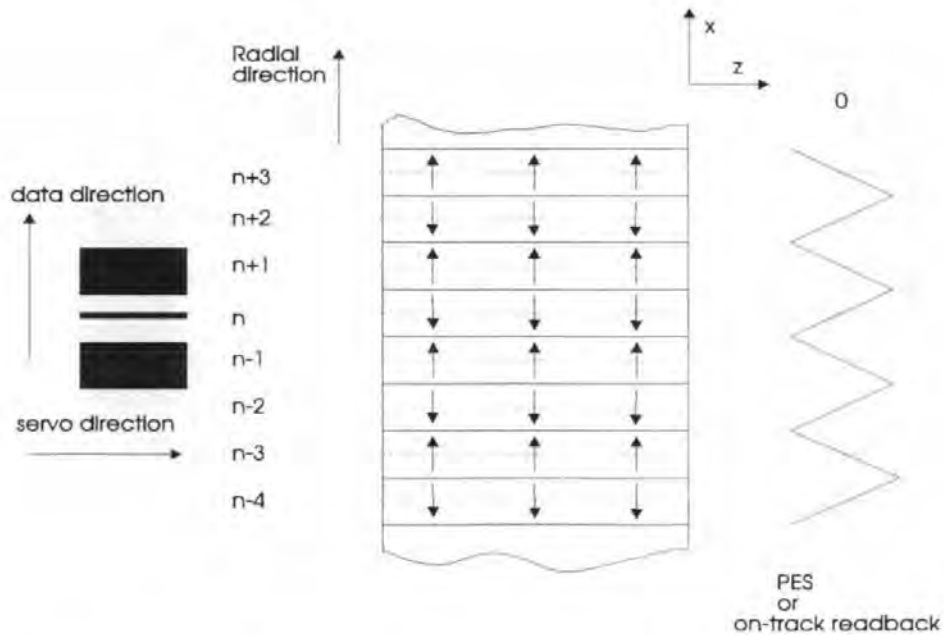 Radial
direction
x
z
0
data direction
n+3
n+2
n+1
n
n-1
n-2
servo direction
n-3
n-4
PES
or
on-track readback